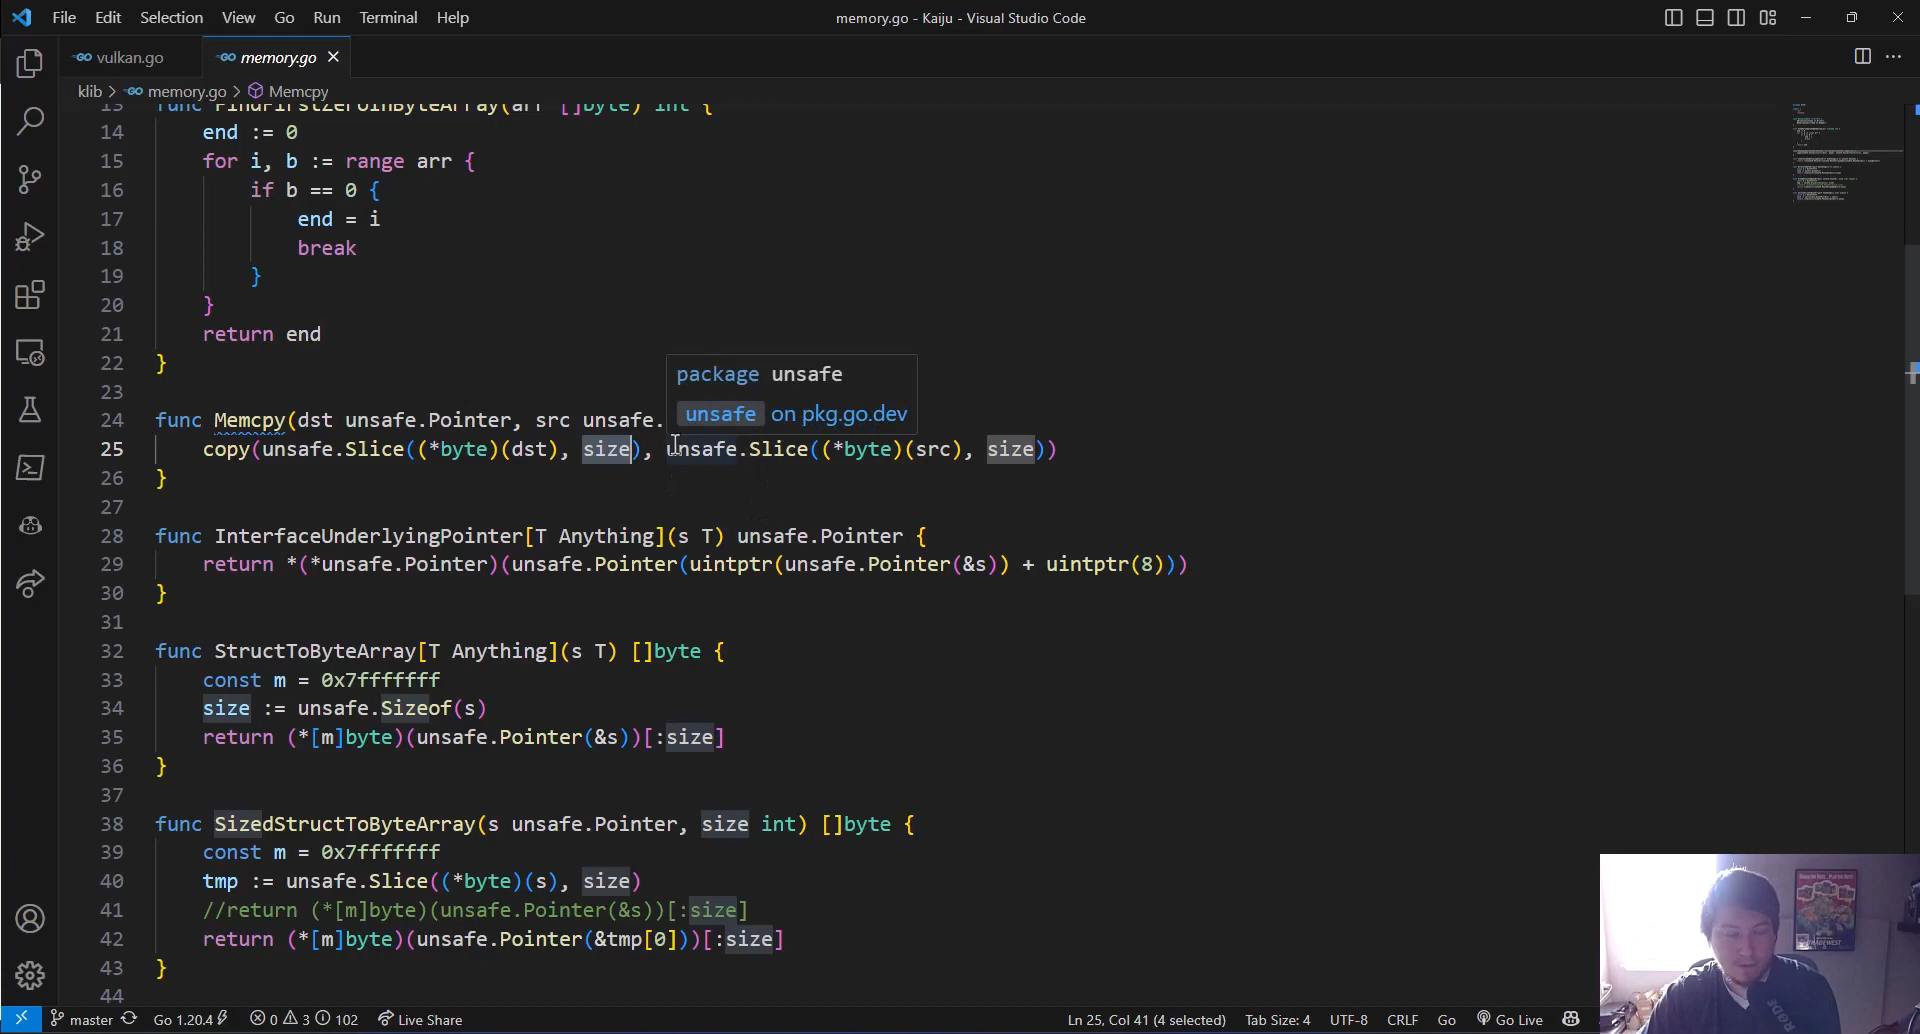 File Edit Selection View Go Run Terminal Help
memory.go - Kaiju - Visual Studio Code
vulkan.go
memory.go
klib > memory.go > Memcpy
13 func FindFirstZeroInByteArray(arr []byte) int {
14 end := 0
15 for i, b := range arr {
16 if b == 0 {
17 end = i
18 break
19 }
20 }
21 return end
22 }
23
package unsafe
unsafe on pkg.go.dev
24 func Memcpy(dst unsafe.Pointer, src unsafe.
25 copy(unsafe.Slice((*byte)(dst), size), unsafe.Slice((*byte)(src), size))
26 }
27
28 func InterfaceUnderlyingPointer[T Anything](s T) unsafe.Pointer {
29 return *(*unsafe.Pointer)(unsafe.Pointer(uintptr(unsafe.Pointer(&s)) + uintptr(8)))
30 }
31
32 func StructToByteArray[T Anything](s T) []byte {
33 const m = 0x7fffffff
34 size := unsafe.Sizeof(s)
35 return (*[m]byte)(unsafe.Pointer(&s))[:size]
36 }
37
38 func SizedStructToByteArray(s unsafe.Pointer, size int) []byte {
39 const m = 0x7fffffff
40 tmp := unsafe.Slice((*byte)(s), size)
41 //return (*[m]byte)(unsafe.Pointer(&s))[:size]
42 return (*[m]byte)(unsafe.Pointer(&tmp[0]))[:size]
43 }
44
RØDE
master Go 1.20.4 0 3 102 Live Share Ln 25, Col 41 (4 selected) Tab Size: 4 UTF-8 CRLF Go Go Live